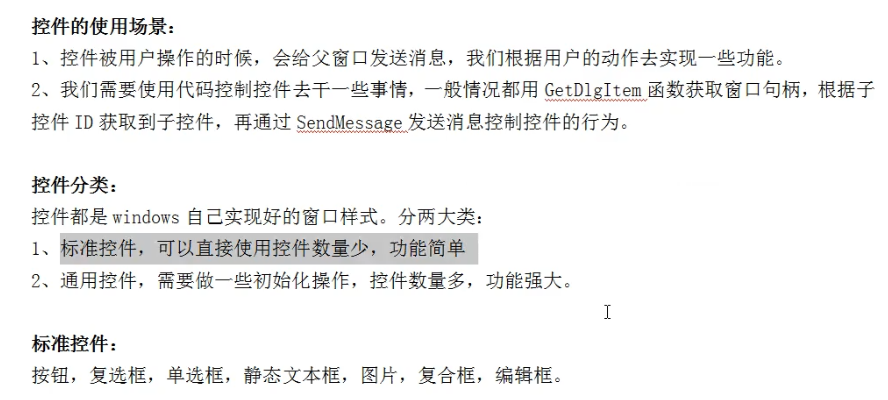 控件的使用场景：
1、控件被用户操作的时候，会给父窗口发送消息，我们根据用户的动作去实现一些功能。
2、我们需要使用代码控制控件去干一些事情，一般情况都用 GetDlgItem 函数获取窗口句柄，根据子
控件 ID 获取到子控件，再通过 SendMessage 发送消息控制控件的行为。
控件分类：
控件都是 windows 自己实现好的窗口样式。分两大类：
1、标准控件，可以直接使用控件数量少，功能简单
2、通用控件，需要做一些初始化操作，控件数量多，功能强大。
标准控件：
按钮，复选框，单选框，静态文本框，图片，复合框，编辑框。